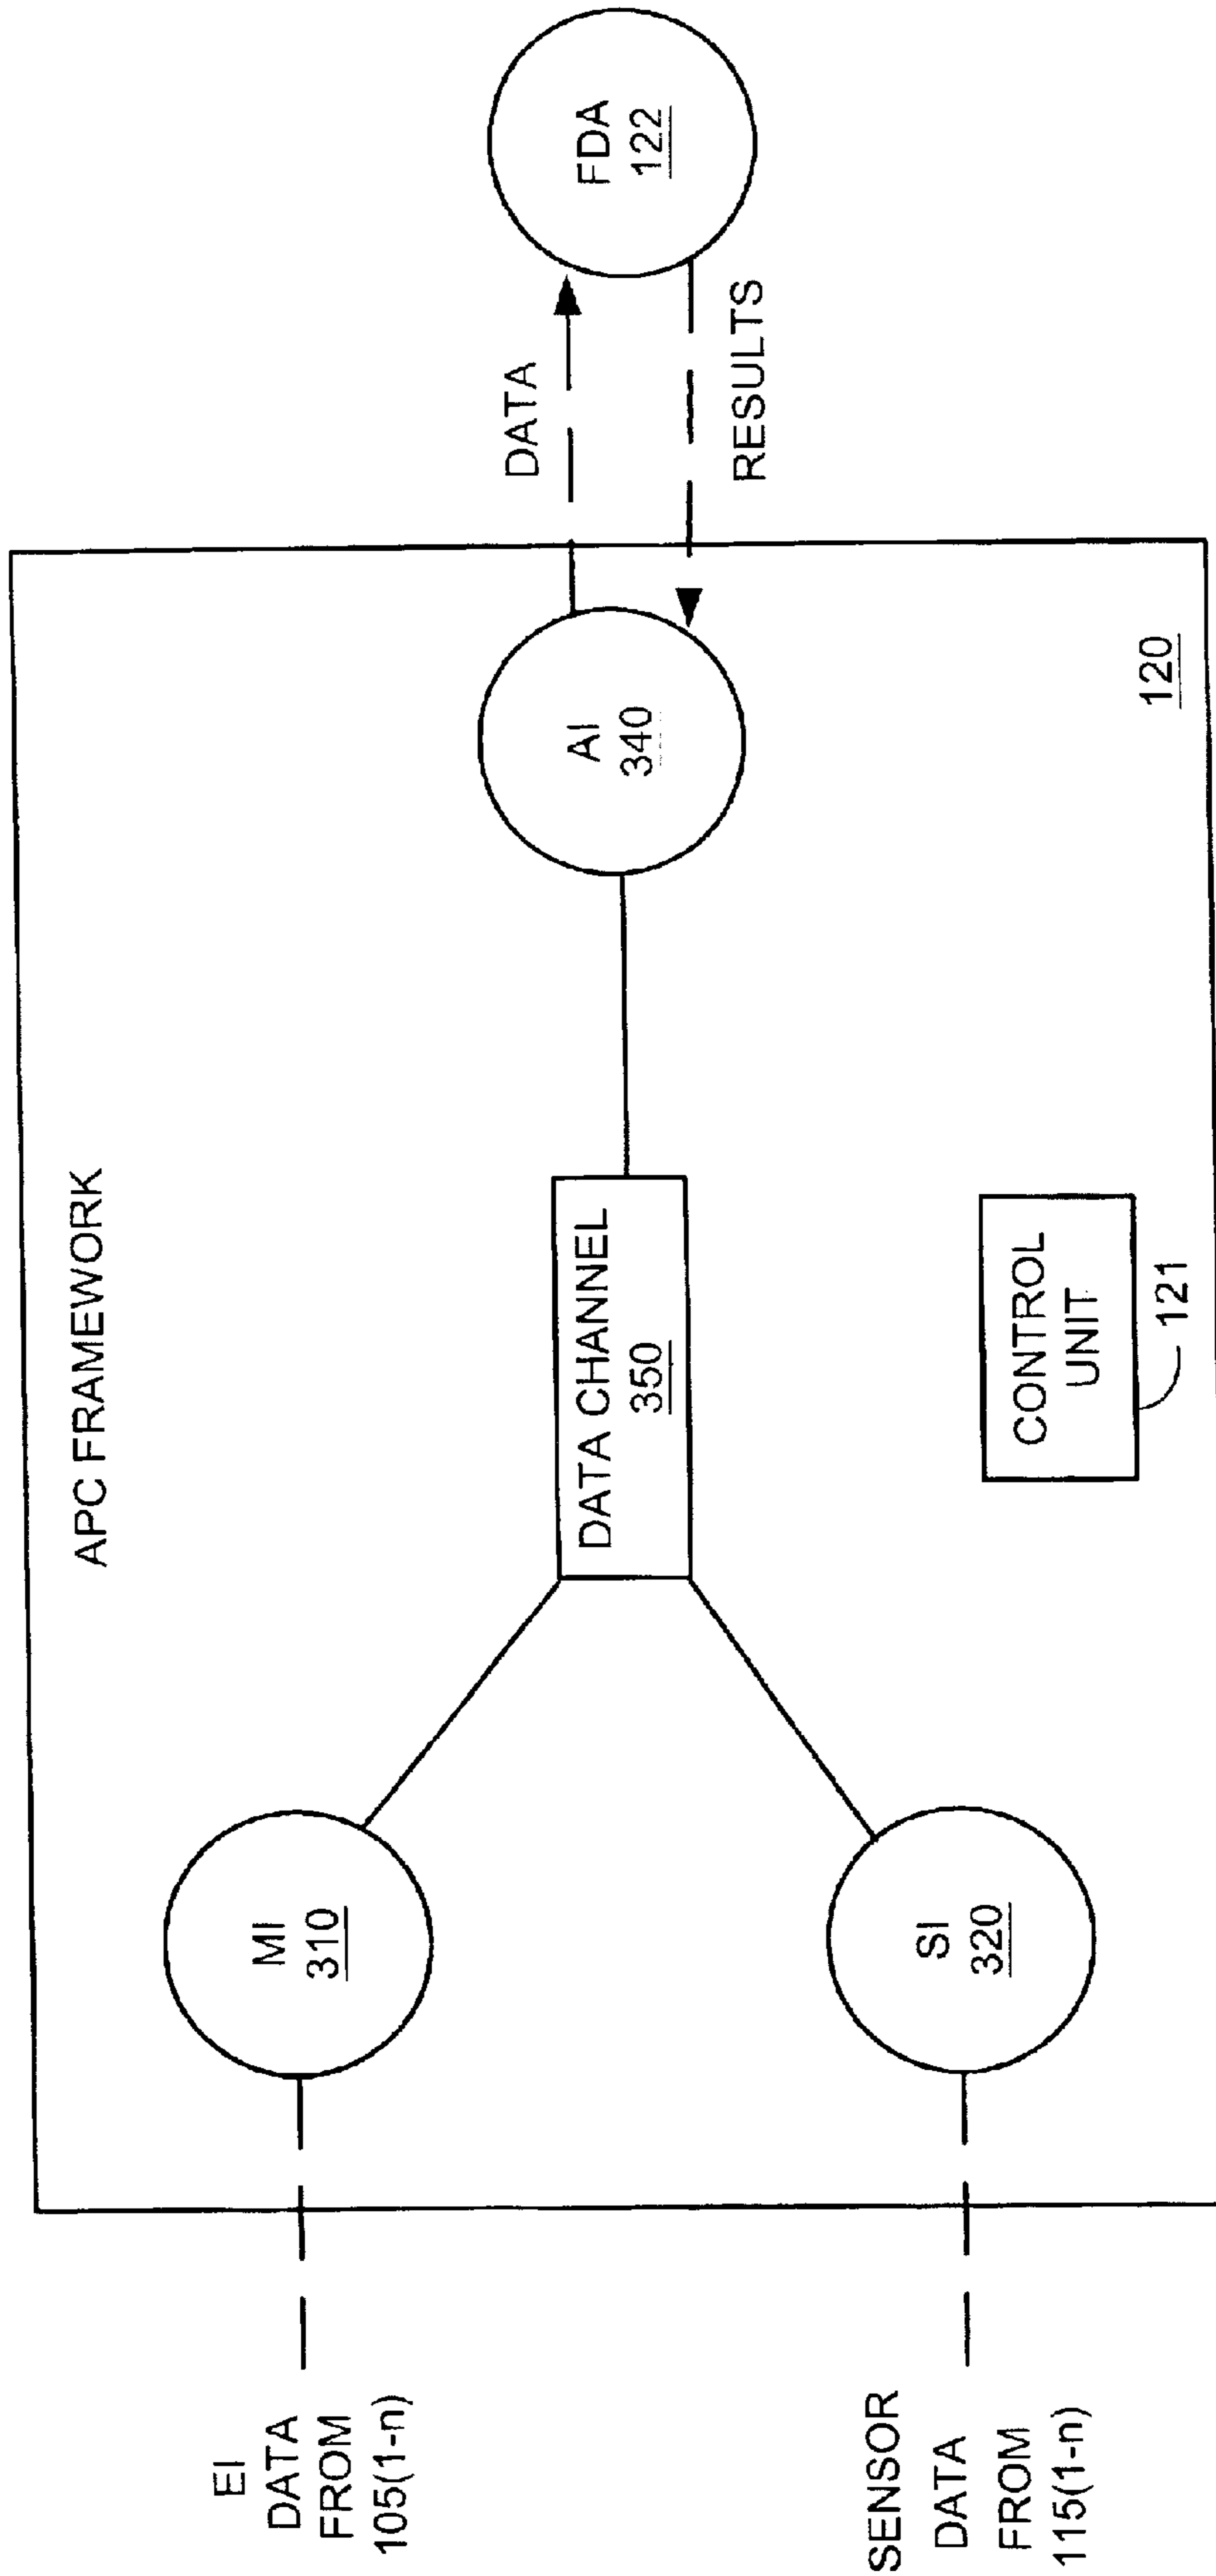 APC FRAMEWORK
EI
DATA
FROM
105(1-n)
MI
310
SENSOR
DATA
FROM
115(1-n)
SI
320
DATA CHANNEL
350
CONTROL
UNIT
121
AI
340
120
DATA
RESULTS
FDA
122